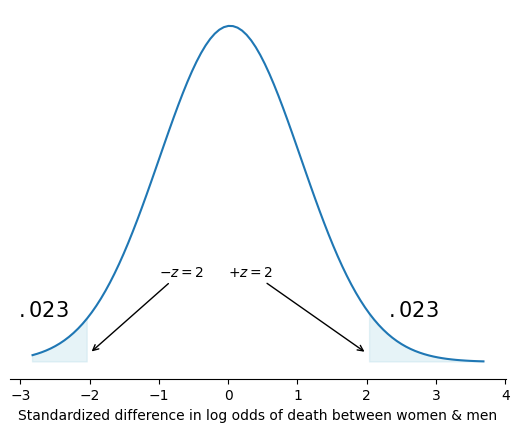 −z = 2 +z = 2
.023 .023
−3 −2 −1 0 1 2 3 4
Standardized difference in log odds of death between women & men